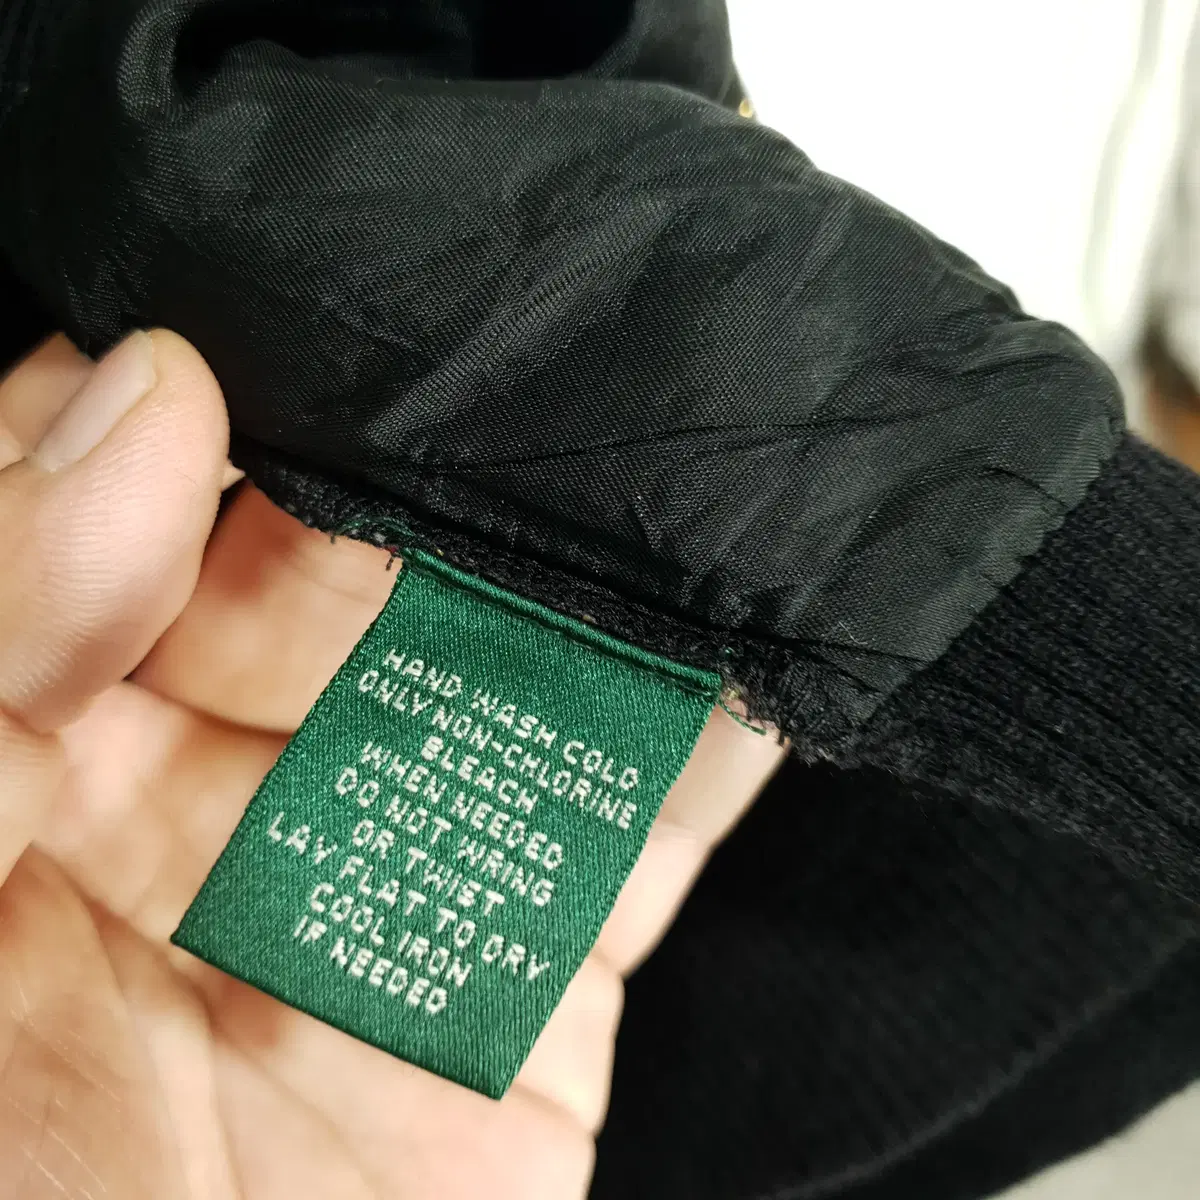 HAND WASH COLD
ONLY NON-CHLORINE
BLEACH
WHEN NEEDED
DO NOT WRING
OR TWIST
LAY FLAT TO DRY
COOL IRON
IF NEEDED